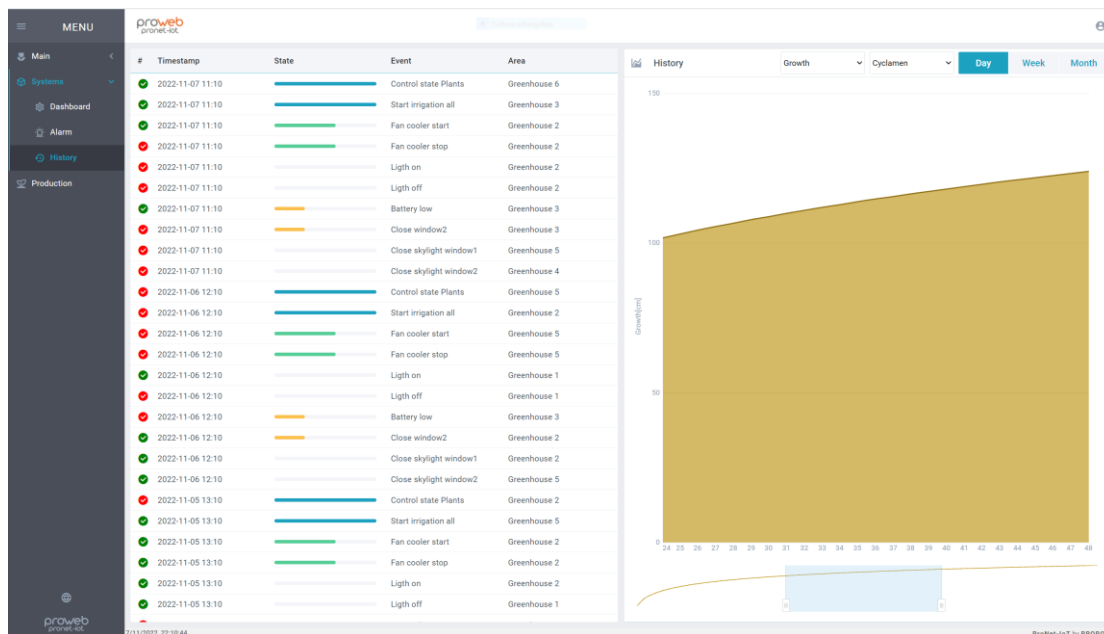 MENU
proweb
pronet-iot
Main
Systems
Dashboard
Alarm
History
Production
proweb
pronet-iot
# Timestamp State Event Area
2022-11-07 11:10 Control state Plants Greenhouse 6
2022-11-07 11:10 Start irrigation all Greenhouse 3
2022-11-07 11:10 Fan cooler start Greenhouse 2
2022-11-07 11:10 Fan cooler stop Greenhouse 2
2022-11-07 11:10 Ligth on Greenhouse 2
2022-11-07 11:10 Ligth off Greenhouse 2
2022-11-07 11:10 Battery low Greenhouse 3
2022-11-07 11:10 Close window2 Greenhouse 3
2022-11-07 11:10 Close skylight window1 Greenhouse 5
2022-11-07 11:10 Close skylight window2 Greenhouse 4
2022-11-06 12:10 Control state Plants Greenhouse 5
2022-11-06 12:10 Start irrigation all Greenhouse 2
2022-11-06 12:10 Fan cooler start Greenhouse 5
2022-11-06 12:10 Fan cooler stop Greenhouse 5
2022-11-06 12:10 Ligth on Greenhouse 1
2022-11-06 12:10 Ligth off Greenhouse 1
2022-11-06 12:10 Battery low Greenhouse 3
2022-11-06 12:10 Close window2 Greenhouse 2
2022-11-06 12:10 Close skylight window1 Greenhouse 2
2022-11-06 12:10 Close skylight window2 Greenhouse 5
2022-11-05 13:10 Control state Plants Greenhouse 2
2022-11-05 13:10 Start irrigation all Greenhouse 5
2022-11-05 13:10 Fan cooler start Greenhouse 2
2022-11-05 13:10 Fan cooler stop Greenhouse 2
2022-11-05 13:10 Ligth on Greenhouse 2
2022-11-05 13:10 Ligth off Greenhouse 1
History Growth Cyclamen Day Week Month
150
100
Growth[cm]
50
0
24 25 26 27 28 29 30 31 32 33 34 35 36 37 38 39 40 41 42 43 44 45 46 47 48
7/11/2022, 22:10:44
ProNet-IoT by